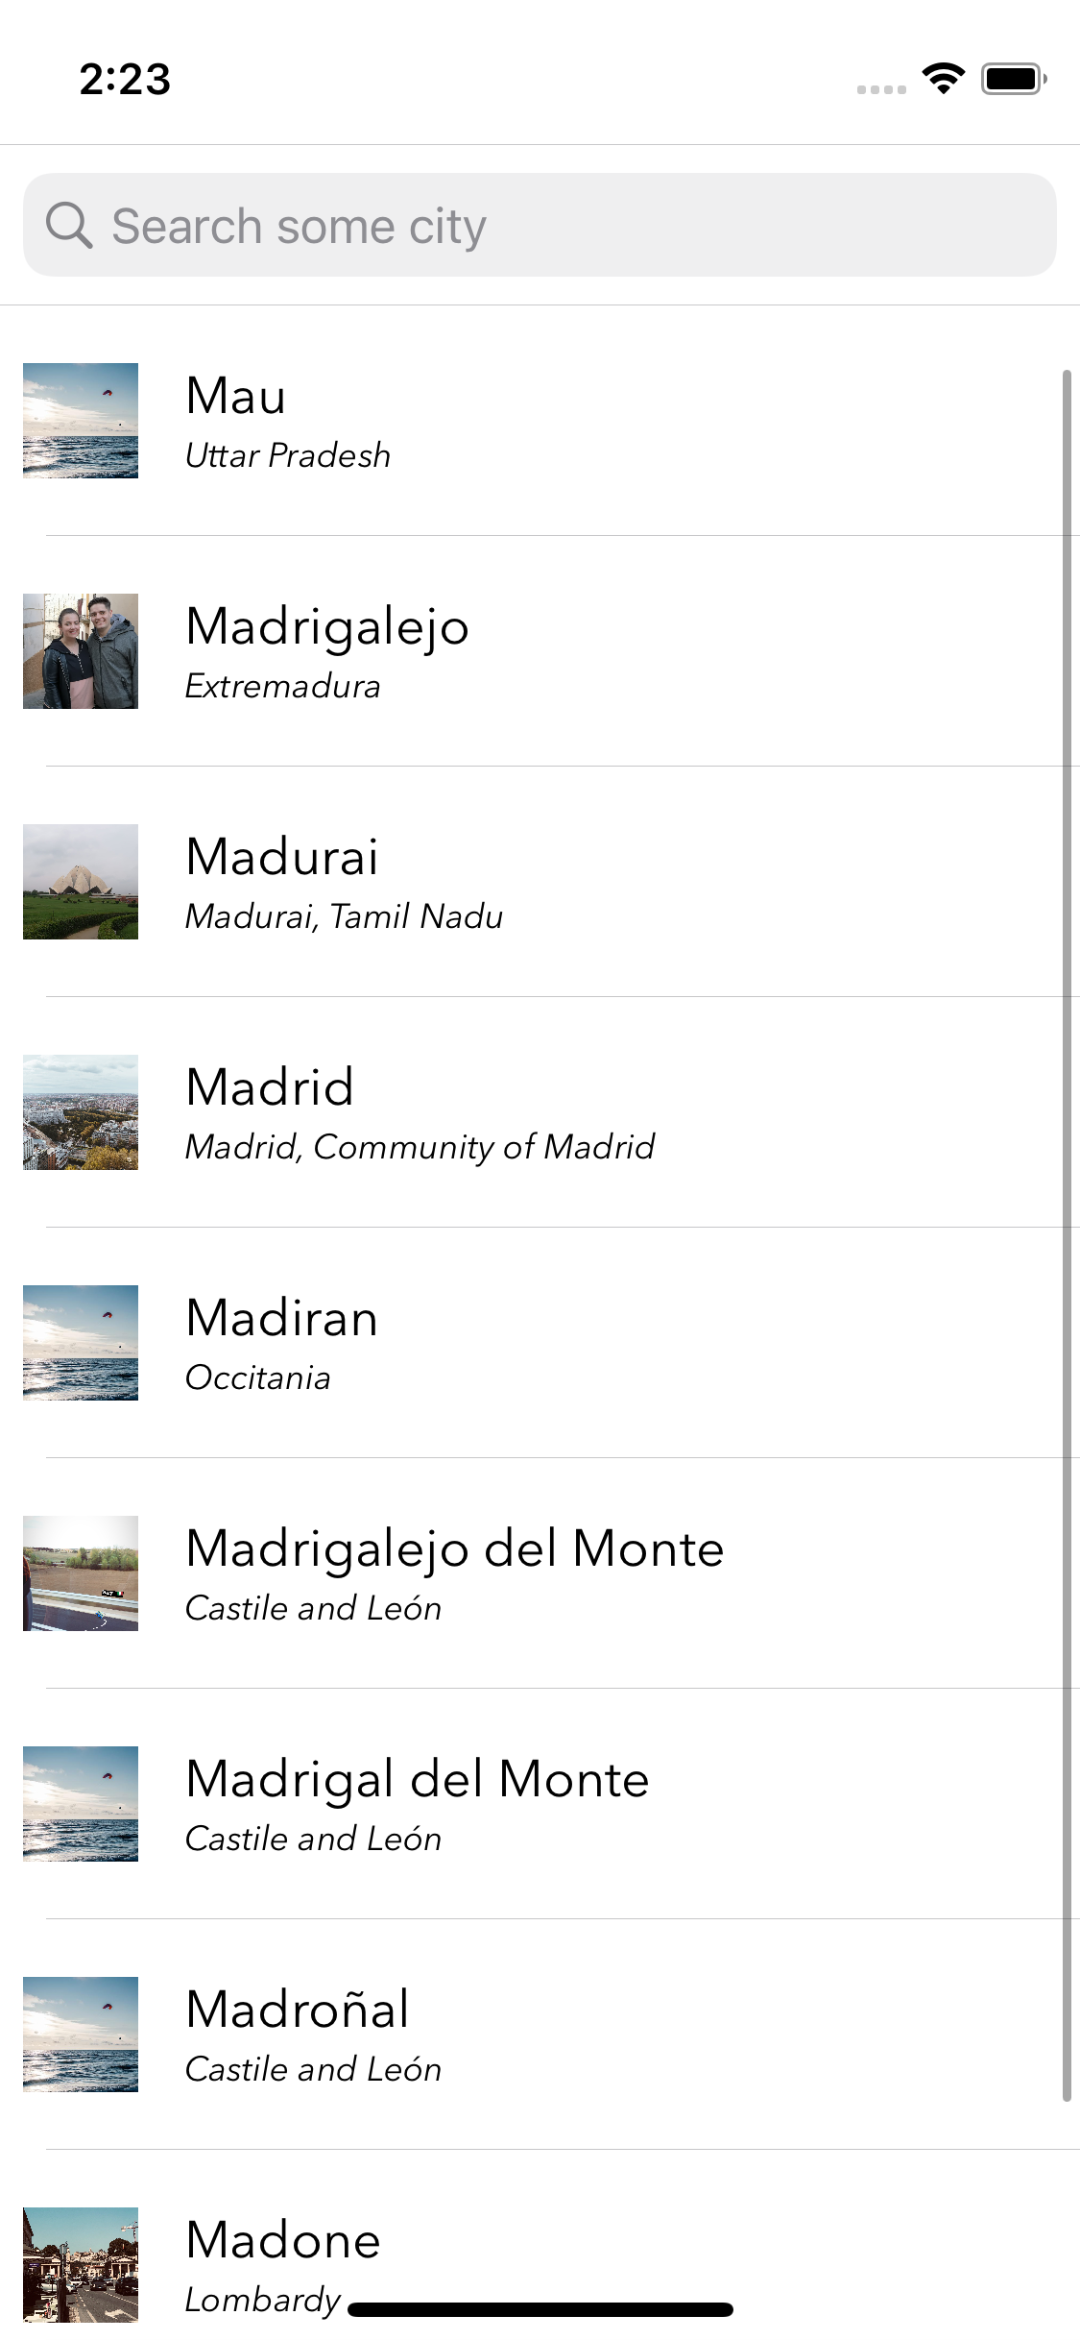 2:23
Search some city
Mau
Uttar Pradesh
Madrigalejo
Extremadura
Madurai
Madurai, Tamil Nadu
Madrid
Madrid, Community of Madrid
Madiran
Occitania
Madrigalejo del Monte
Castile and León
Madrigal del Monte
Castile and León
Madroñal
Castile and León
Madone
Lombardy